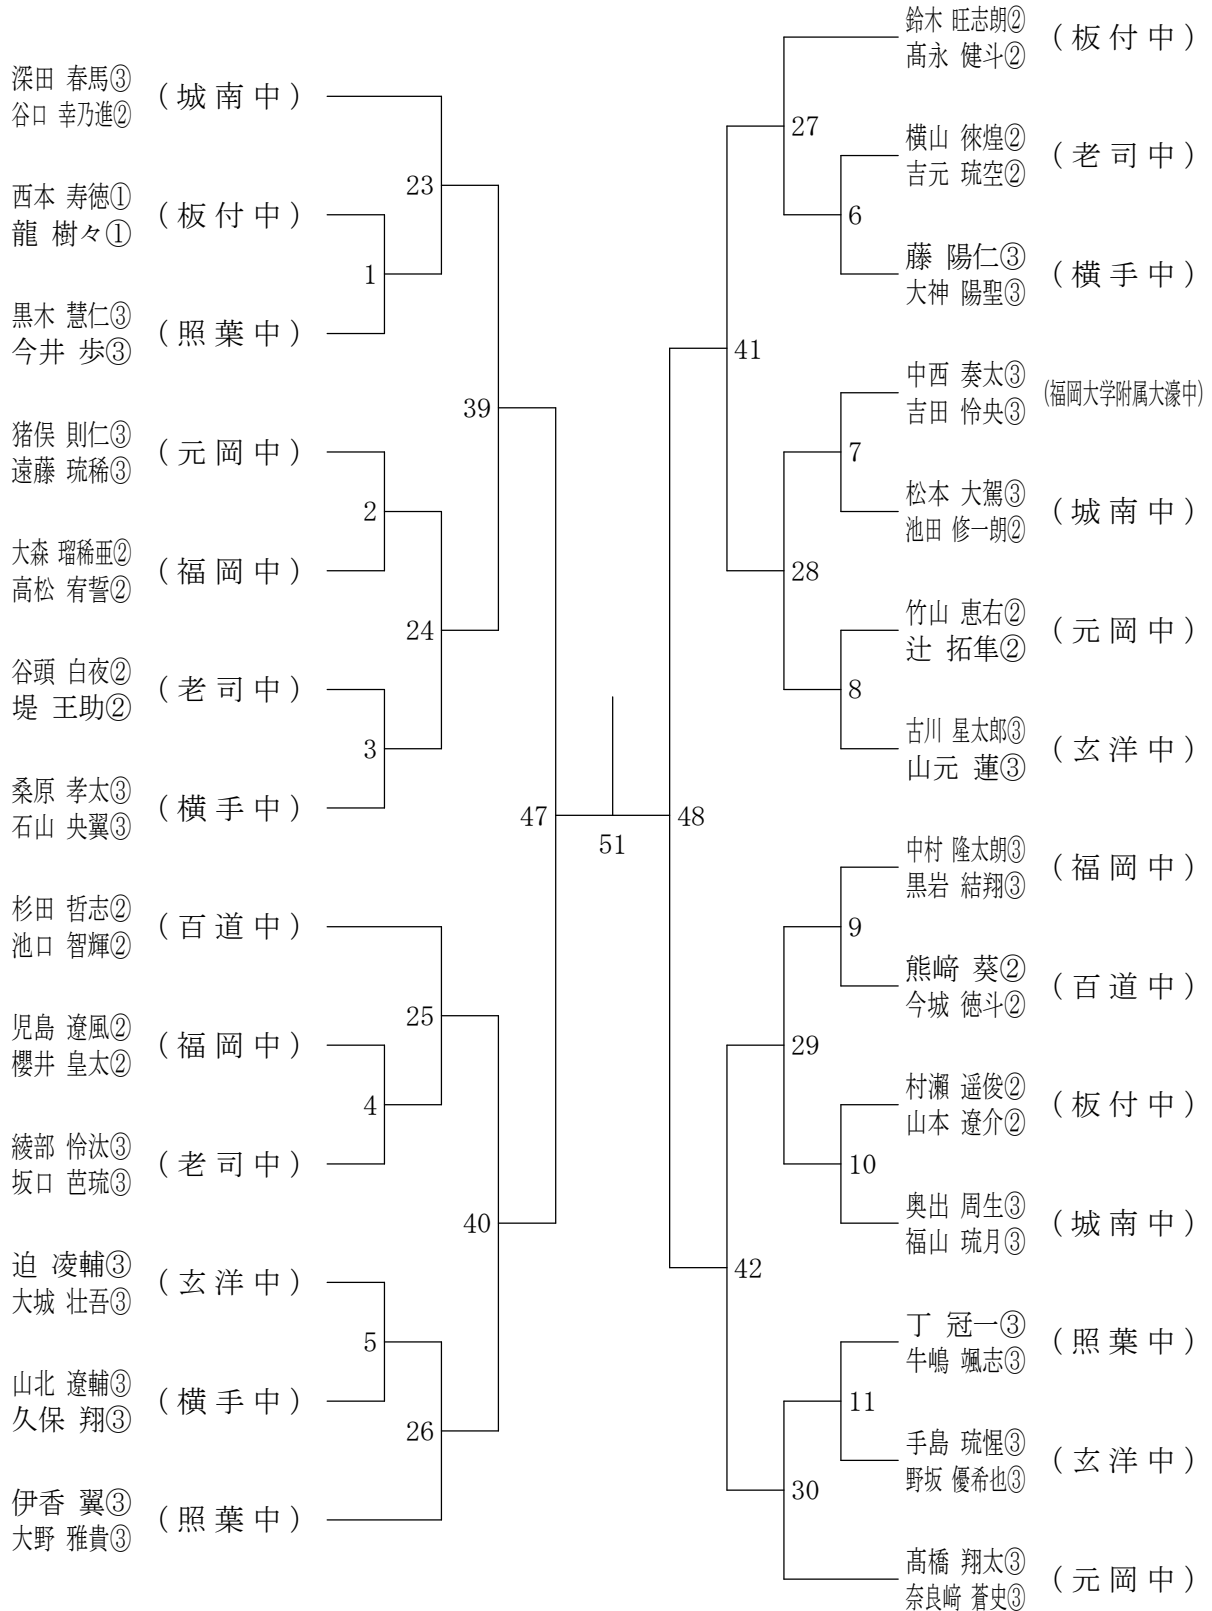 深田 春馬③
谷口 幸乃進②
（城南中）
西本 寿徳①
龍 樹々①
（板付中）
黒木 慧仁③
今井 歩③
（照葉中）
猪俣 則仁③
遠藤 琉稀③
（元岡中）
大森 瑠稀亜②
高松 宥誓②
（福岡中）
谷頭 白夜②
堤 王助②
（老司中）
桑原 孝太③
石山 央翼③
（横手中）
杉田 哲志②
池口 智輝②
（百道中）
児島 遼風②
櫻井 皇太②
（福岡中）
綾部 怜汰③
坂口 芭琉③
（老司中）
迫 凌輔③
大城 壮吾③
（玄洋中）
山北 遼輔③
久保 翔③
（横手中）
伊香 翼③
大野 雅貴③
（照葉中）
23
1
39
2
24
3
47
25
4
40
5
26
51
鈴木 旺志朗②
髙永 健斗②
（板付中）
横山 徠煌②
吉元 琉空②
（老司中）
藤 陽仁③
大神 陽聖③
（横手中）
中西 奏太③
吉田 怜央③
(福岡大学附属大濠中)
松本 大駕③
池田 修一朗②
（城南中）
竹山 恵右②
辻 拓隼②
（元岡中）
古川 星太郎③
山元 蓮③
（玄洋中）
中村 隆太朗③
黒岩 結翔③
（福岡中）
熊﨑 葵②
今城 徳斗②
（百道中）
村瀬 遥俊②
山本 遼介②
（板付中）
奥出 周生③
福山 琉月③
（城南中）
丁 冠一③
牛嶋 颯志③
（照葉中）
手島 琉惺③
野坂 優希也③
（玄洋中）
髙橋 翔太③
奈良﨑 蒼史③
（元岡中）
27
6
41
7
28
8
48
9
29
10
42
11
30